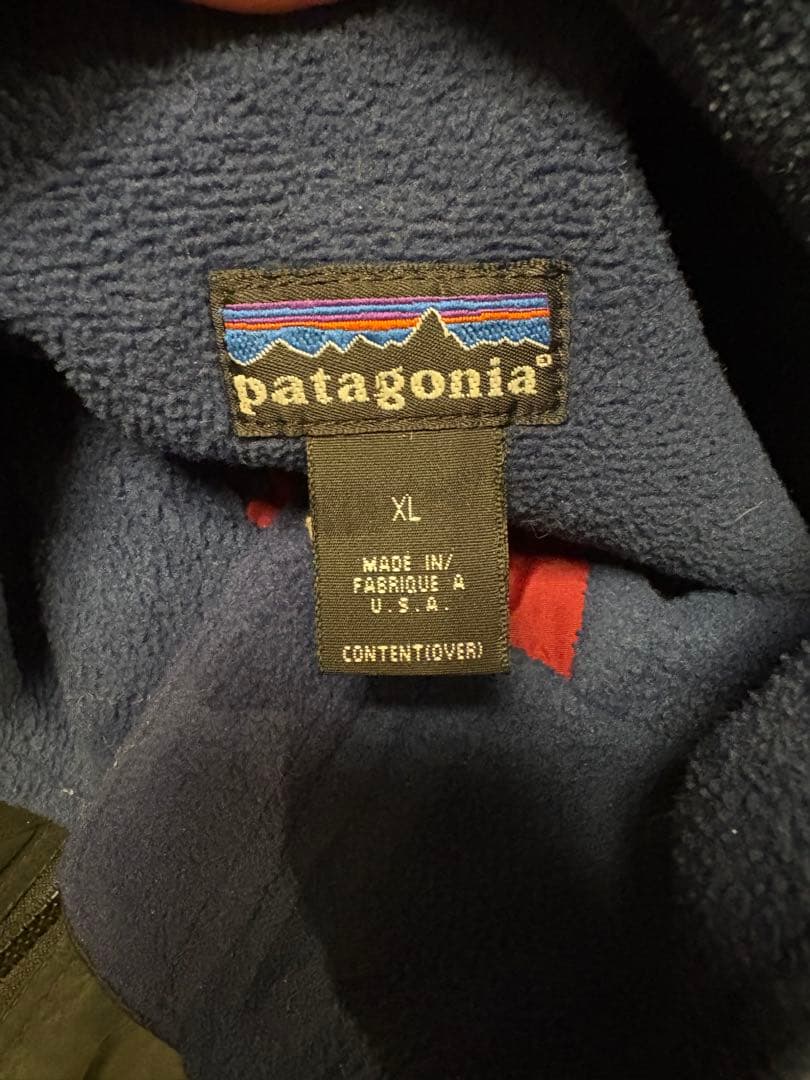 patagonia®
XL
MADE IN/
FABRIQUE A
U.S.A.
CONTENT(OVER)